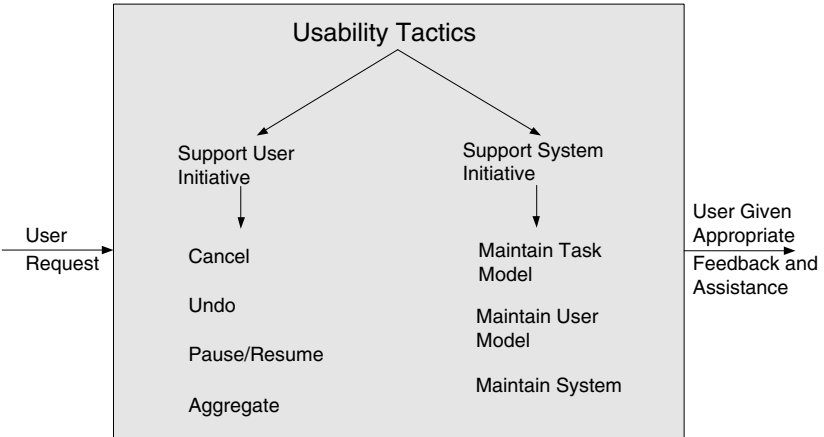 Usability Tactics
Support User
Initiative
Support System
Initiative
User
Request
Cancel
Undo
Pause/Resume
Aggregate
Maintain Task
Model
Maintain User
Model
Maintain System
User Given
Appropriate
Feedback and
Assistance